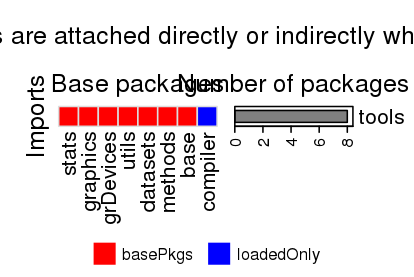 s are attached directly or indirectly wh
Base packages
Number of packages
Imports
tools
0 2 4 6 8
stats
graphics
grDevices
utils
datasets
methods
base
compiler
basePkgs
loadedOnly